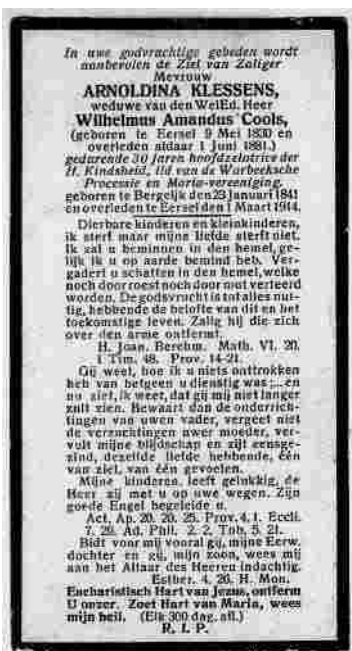 In uwe godvruchtige gebeden wordt
aanbevolen de Ziel van Zaliger
Mevrouw
ARNOLDINA KLESSENS,
weduwe van den WelEd. Heer
Wilhelmus Amandus Cools,
(geboren te Eersel 9 Mei 1830 en
overleden aldaar 1 Juni 1881.)
gedurende 30 jaren hoofdzelatrice der
H. Kindsheid, lid van de Warbeeksche
Processie en Maria-vereeniging.
geboren te Bergeijk den 23 Januari 1841
en overleden te Eersel den 1 Maart 1914.
Dierbare kinderen en kleinkinderen,
ik sterf maar mijne liefde sterft niet.
Ik zal u beminnen in den hemel, ge-
lijk ik u op aarde bemind heb. Ver-
gadert u schatten in den hemel, welke
noch door roest noch door mot verteerd
worden. De godsvrucht is tot alles nut-
tig, hebbende de belofte van dit en het
toekomstige leven. Zalig hij die zich
over den arme ontfermt.
H. Joan. Berchm. Math. VI. 20.
1 Tim. 48. Prov. 14-21.
Gij weet, hoe ik u niets onttrokken
heb van hetgeen u dienstig was;...en
nu ziet, ik weet, dat gij mij niet langer
zult zien. Bewaart dan de onderrich-
tingen van uwen vader, vergeet niet
de verzuchtingen uwer moeder, ver-
vult mijne blijdschap en zijt eensge-
zind, dezelfde liefde hebbende, één
van ziel, van één gevoelen.
Mijne kinderen, leeft gelukkig, de
Heer zij met u op uwe wegen. Zijn
goede Engel begeleide u.
Act. Ap. 20. 20. 25. Prov. 4. 1. Eccli.
7. 29. Ad. Phil. 2. 2. Tob. 5. 21.
Bidt voor mij vooral gij, mijne Eerw.
dochter en gij, mijn zoon, wees mij
aan het Altaar des Heeren indachtig.
Esther. 4. 26. H. Mon.
Eucharistisch Hart van Jezus, ontferm
U onzer. Zoet Hart van Maria, wees
mijn heil. (Elk 300 dag. afl.)
R. I. P.